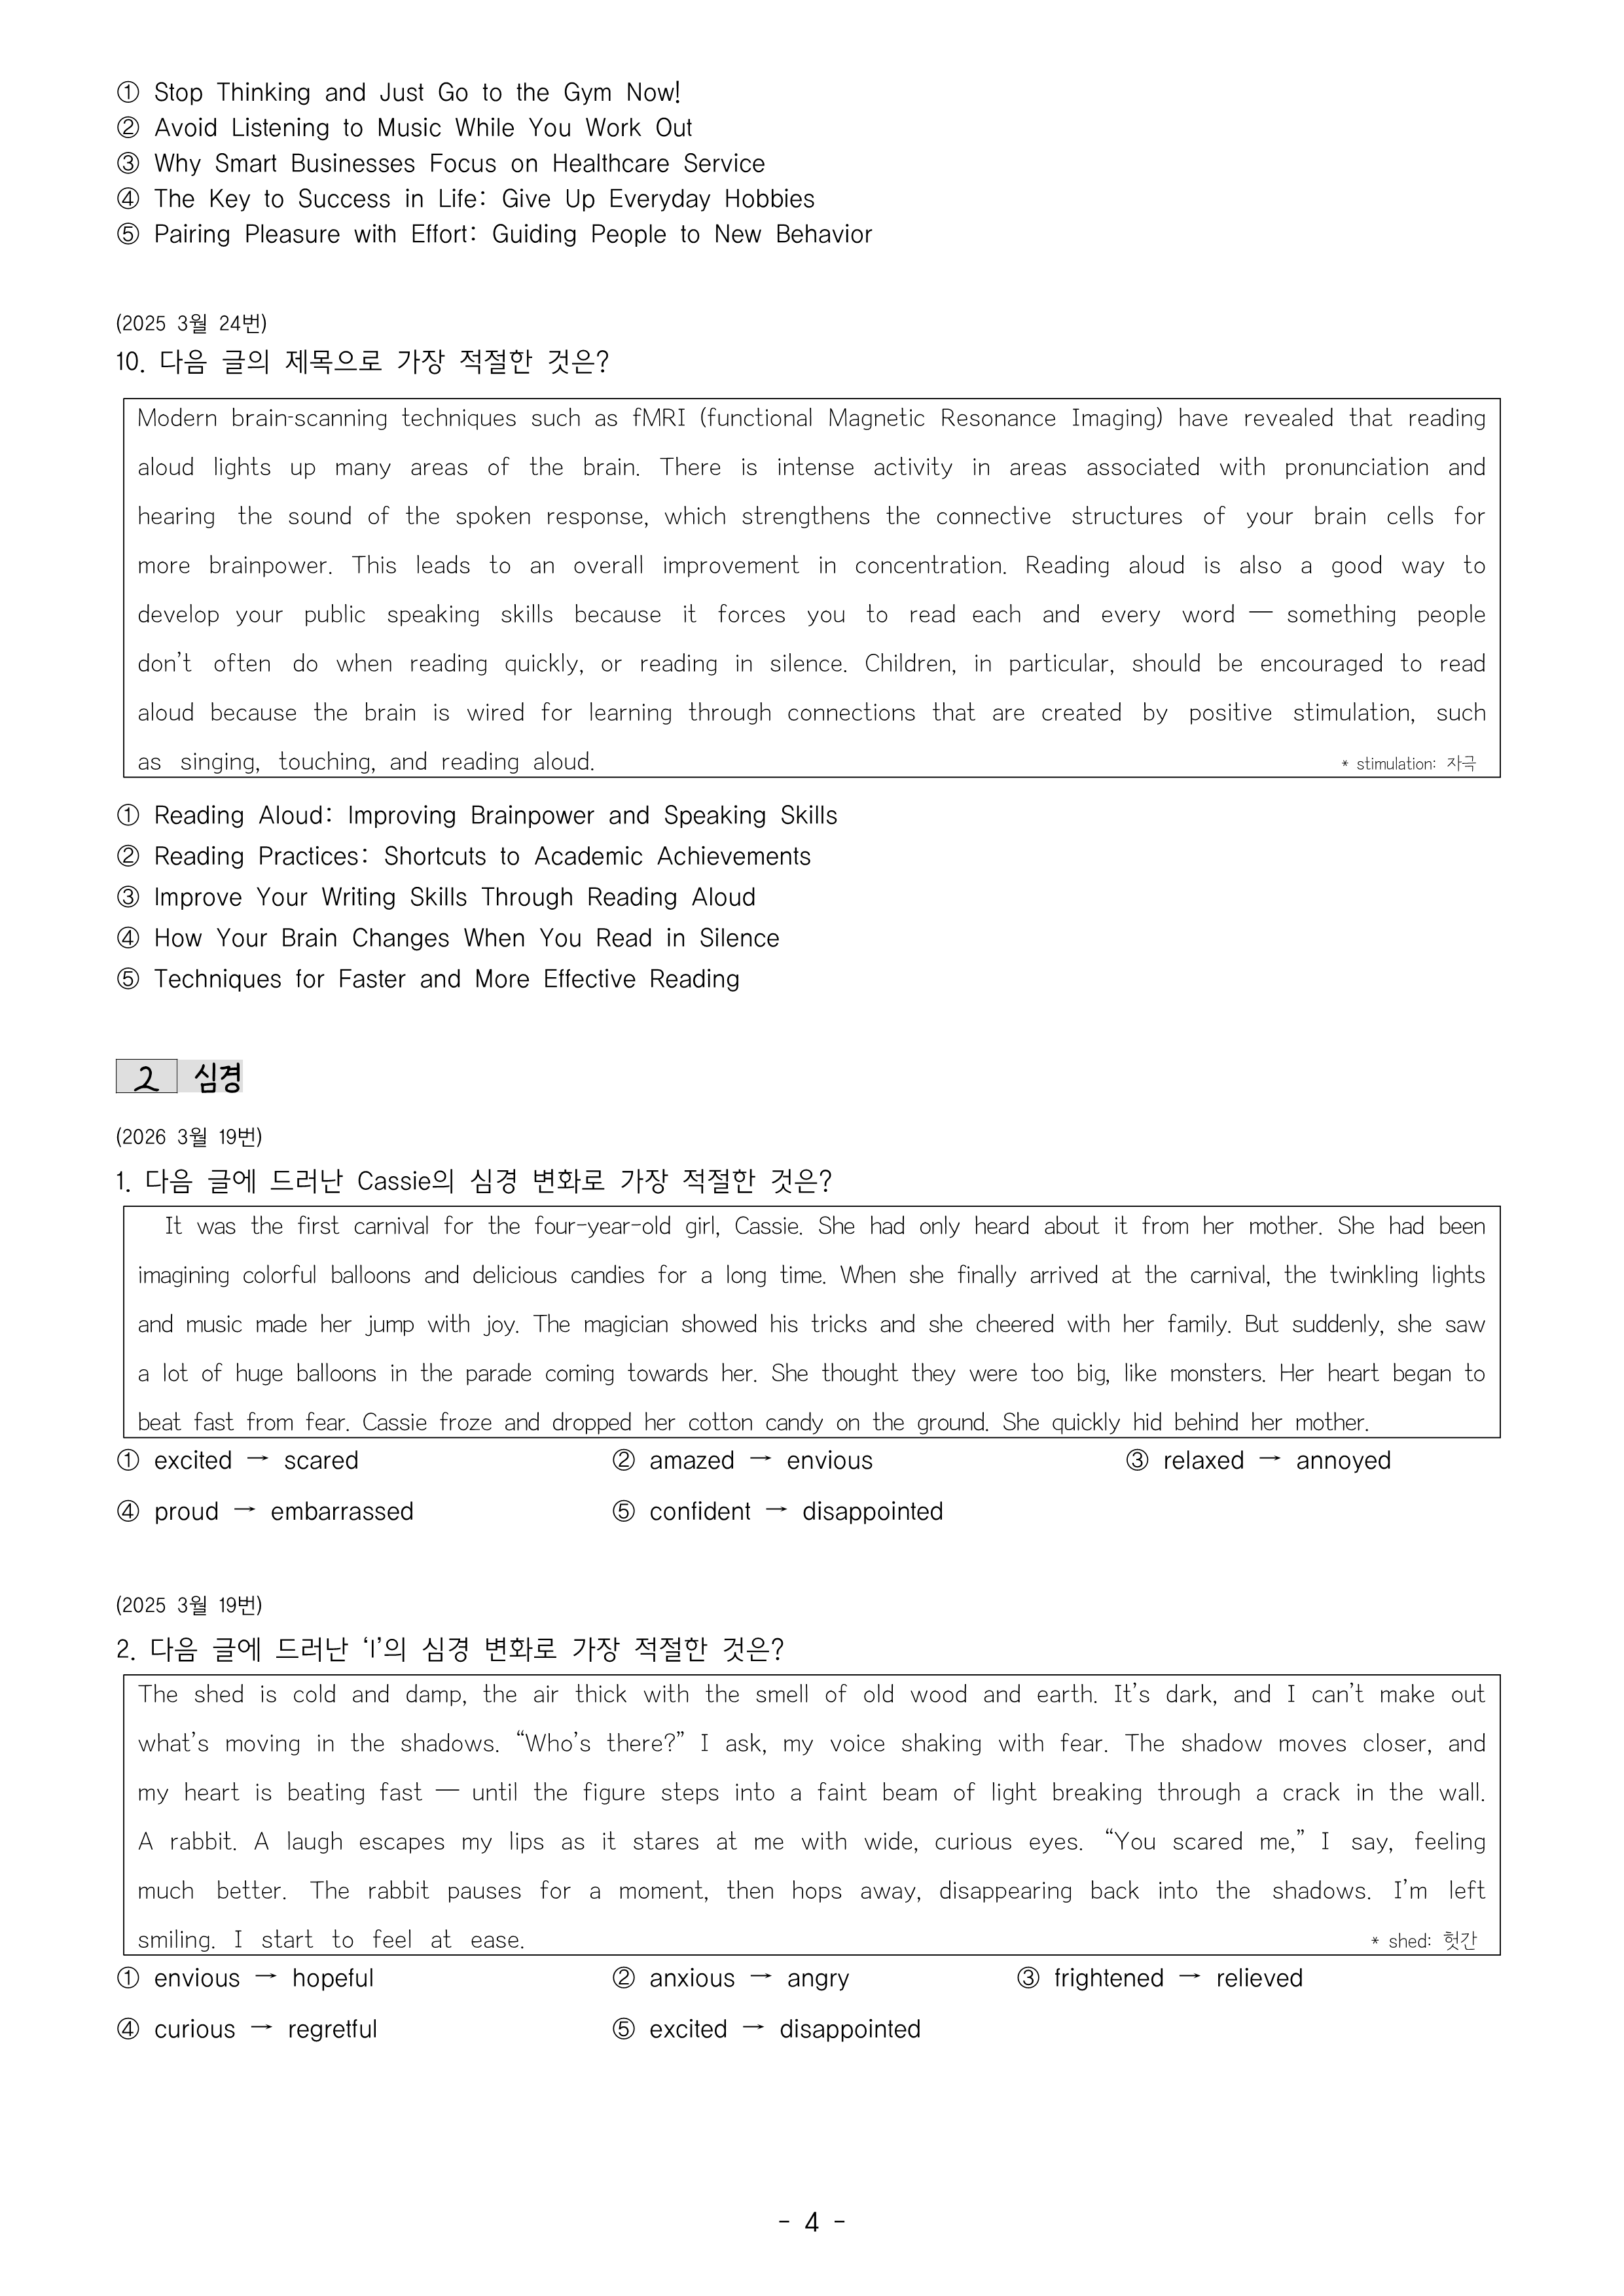 ① Stop Thinking and Just Go to the Gym Now!
② Avoid Listening to Music While You Work Out
③ Why Smart Businesses Focus on Healthcare Service
④ The Key to Success in Life: Give Up Everyday Hobbies
⑤ Pairing Pleasure with Effort: Guiding People to New Behavior
(2025 3월 24번)
10. 다음 글의 제목으로 가장 적절한 것은?
Modern brain-scanning techniques such as fMRI (functional Magnetic Resonance Imaging) have revealed that reading
aloud lights up many areas of the brain. There is intense activity in areas associated with pronunciation and
hearing the sound of the spoken response, which strengthens the connective structures of your brain cells for
more brainpower. This leads to an overall improvement in concentration. Reading aloud is also a good way to
develop your public speaking skills because it forces you to read each and every word — something people
don't often do when reading quickly, or reading in silence. Children, in particular, should be encouraged to read
aloud because the brain is wired for learning through connections that are created by positive stimulation, such
as singing, touching, and reading aloud. * stimulation: 자극
① Reading Aloud: Improving Brainpower and Speaking Skills
② Reading Practices: Shortcuts to Academic Achievements
③ Improve Your Writing Skills Through Reading Aloud
④ How Your Brain Changes When You Read in Silence
⑤ Techniques for Faster and More Effective Reading
2 심경
(2026 3월 19번)
1. 다음 글에 드러난 Cassie의 심경 변화로 가장 적절한 것은?
It was the first carnival for the four-year-old girl, Cassie. She had only heard about it from her mother. She had been
imagining colorful balloons and delicious candies for a long time. When she finally arrived at the carnival, the twinkling lights
and music made her jump with joy. The magician showed his tricks and she cheered with her family. But suddenly, she saw
a lot of huge balloons in the parade coming towards her. She thought they were too big, like monsters. Her heart began to
beat fast from fear. Cassie froze and dropped her cotton candy on the ground. She quickly hid behind her mother.
① excited → scared ② amazed → envious ③ relaxed → annoyed
④ proud → embarrassed ⑤ confident → disappointed
(2025 3월 19번)
2. 다음 글에 드러난 ‘I’의 심경 변화로 가장 적절한 것은?
The shed is cold and damp, the air thick with the smell of old wood and earth. It's dark, and I can't make out
what's moving in the shadows. “Who's there?” I ask, my voice shaking with fear. The shadow moves closer, and
my heart is beating fast — until the figure steps into a faint beam of light breaking through a crack in the wall.
A rabbit. A laugh escapes my lips as it stares at me with wide, curious eyes. “You scared me,” I say, feeling
much better. The rabbit pauses for a moment, then hops away, disappearing back into the shadows. I'm left
smiling. I start to feel at ease. * shed: 헛간
① envious → hopeful ② anxious → angry ③ frightened → relieved
④ curious → regretful ⑤ excited → disappointed
- 4 -